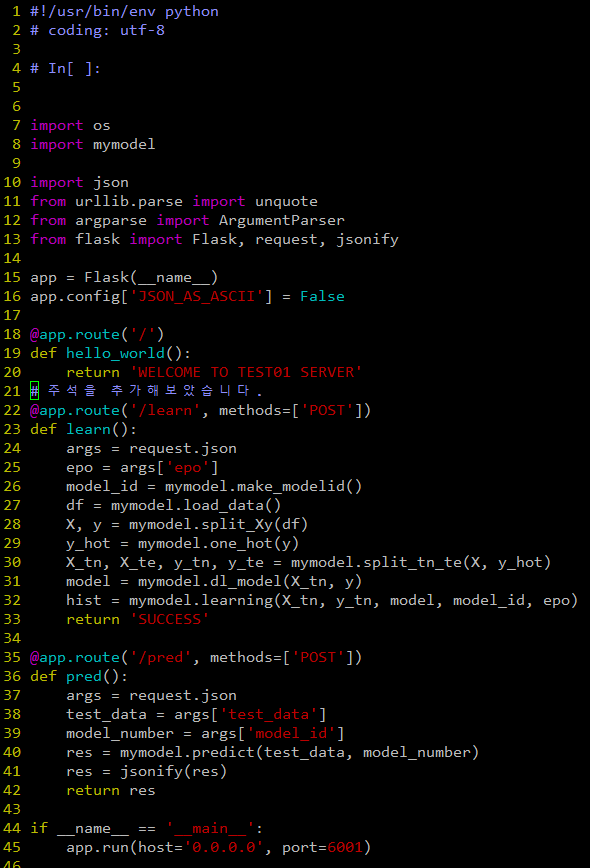 1 #!/usr/bin/env python
2 # coding: utf-8
3
4 # In[ ]:
5
6
7 import os
8 import mymodel
9
10 import json
11 from urllib.parse import unquote
12 from argparse import ArgumentParser
13 from flask import Flask, request, jsonify
14
15 app = Flask(__name__)
16 app.config['JSON_AS_ASCII'] = False
17
18 @app.route('/')
19 def hello_world():
20     return 'WELCOME TO TEST01 SERVER'
21 # 주석을 추가해보았습니다.
22 @app.route('/learn', methods=['POST'])
23 def learn():
24     args = request.json
25     epo = args['epo']
26     model_id = mymodel.make_modelid()
27     df = mymodel.load_data()
28     X, y = mymodel.split_Xy(df)
29     y_hot = mymodel.one_hot(y)
30     X_tn, X_te, y_tn, y_te = mymodel.split_tn_te(X, y_hot)
31     model = mymodel.dl_model(X_tn, y)
32     hist = mymodel.learning(X_tn, y_tn, model, model_id, epo)
33     return 'SUCCESS'
34
35 @app.route('/pred', methods=['POST'])
36 def pred():
37     args = request.json
38     test_data = args['test_data']
39     model_number = args['model_id']
40     res = mymodel.predict(test_data, model_number)
41     res = jsonify(res)
42     return res
43
44 if __name__ == '__main__':
45     app.run(host='0.0.0.0', port=6001)
46